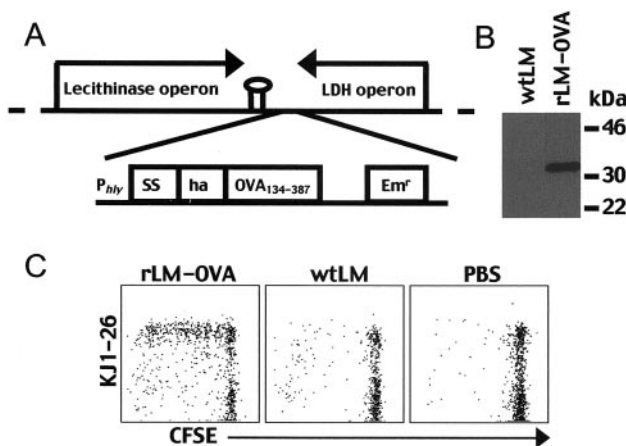 A
Lecithinase operon
LDH operon
P_hly SS ha OVA134–387 Em^r
B
wtLM
rLM-OVA
kDa
46
30
22
C
rLM-OVA wtLM PBS
KJ1-26
CFSE